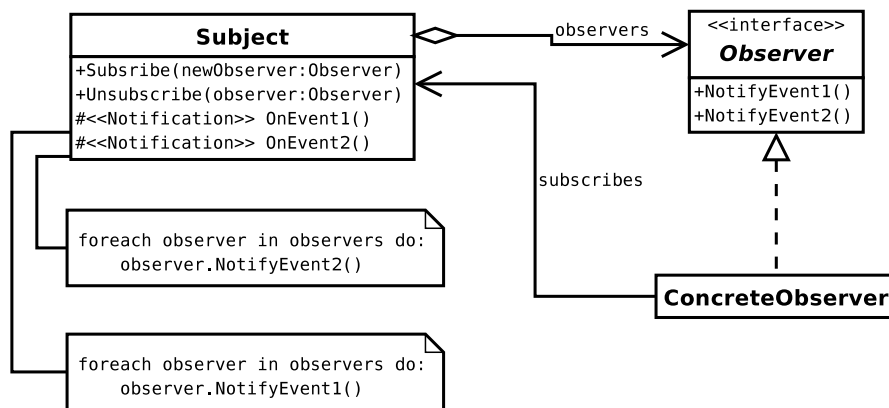 Subject
+Subsribe(newObserver:Observer)
+Unsubscribe(observer:Observer)
#<<Notification>> OnEvent1()
#<<Notification>> OnEvent2()
observers
<<interface>>
Observer
+NotifyEvent1()
+NotifyEvent2()
subscribes
foreach observer in observers do:
observer.NotifyEvent2()
ConcreteObserver
foreach observer in observers do:
observer.NotifyEvent1()